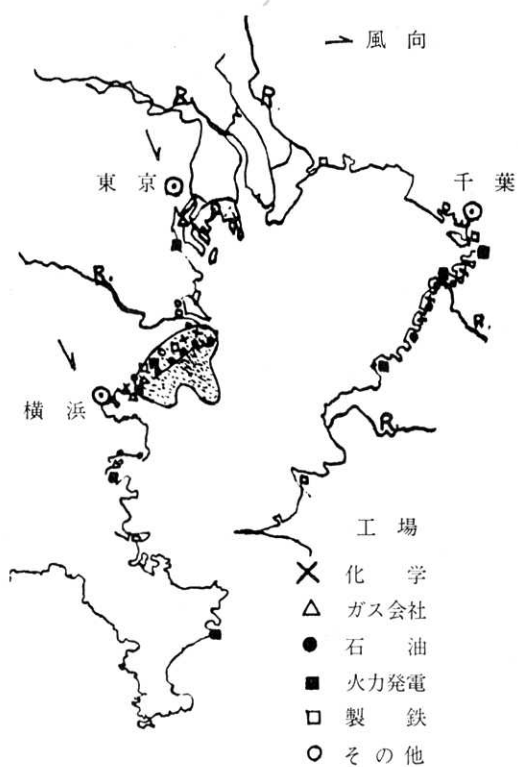 風向
R.
R
東京
千葉
R.
R.
横浜
R.
工場
化学
ガス会社
石油
火力発電
製鉄
その他